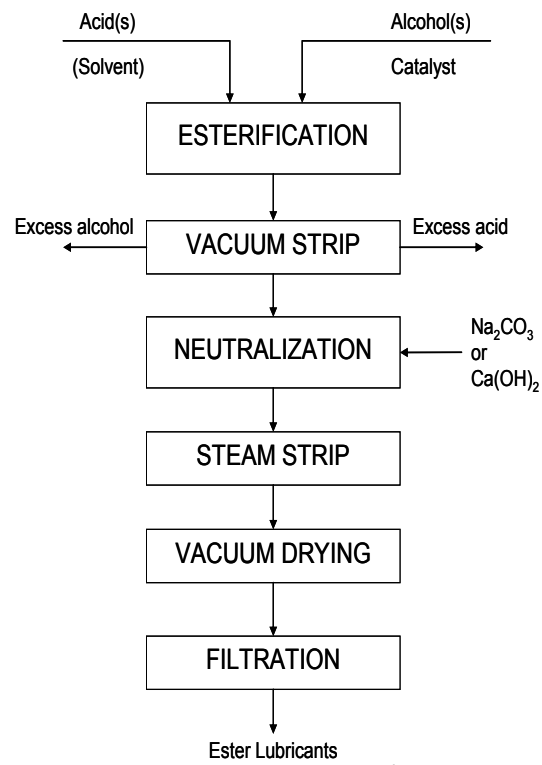 Acid(s)
Alcohol(s)
(Solvent)
Catalyst
ESTERIFICATION
Excess alcohol
VACUUM STRIP
Excess acid
NEUTRALIZATION
Na₂CO₃
or
Ca(OH)₂
STEAM STRIP
VACUUM DRYING
FILTRATION
Ester Lubricants